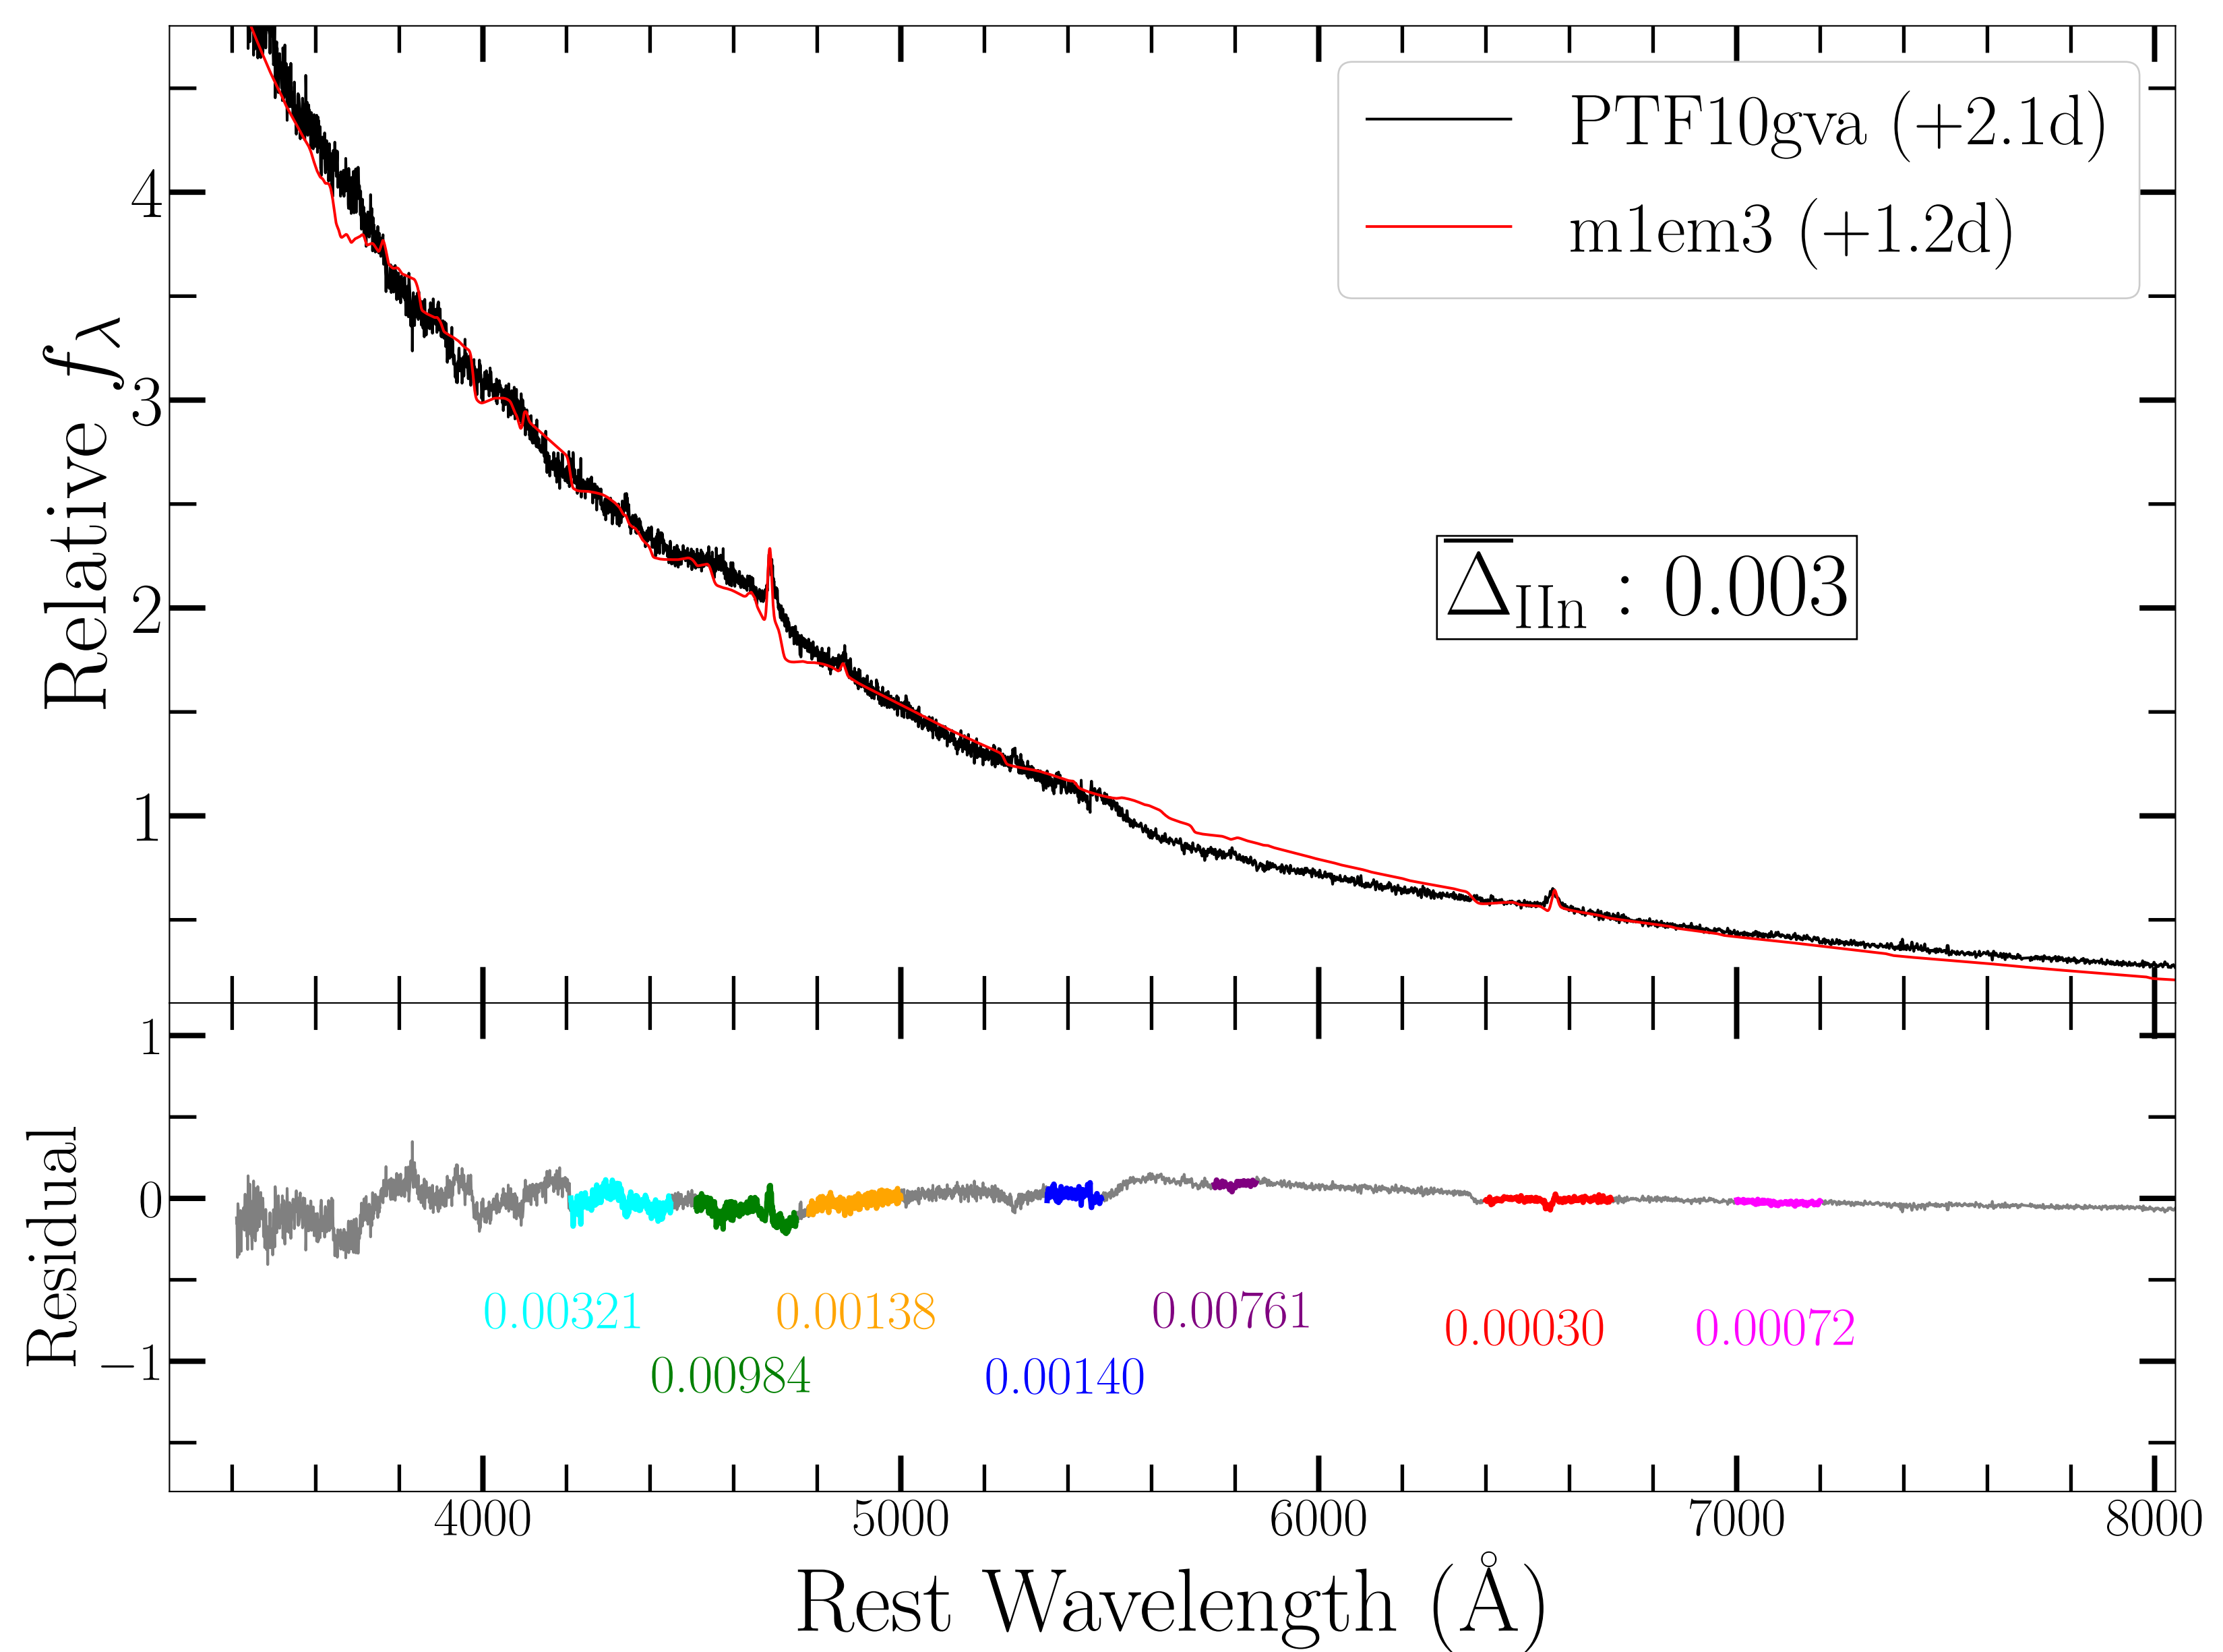 PTF10gva (+2.1d)
m1em3 (+1.2d)
4
3
2
1
Relative fλ
Δ̅IIn : 0.003
1
0
−1
Residual
0.00321
0.00138
0.00761
0.00030
0.00072
0.00984
0.00140
4000 5000 6000 7000 8000
Rest Wavelength (Å)